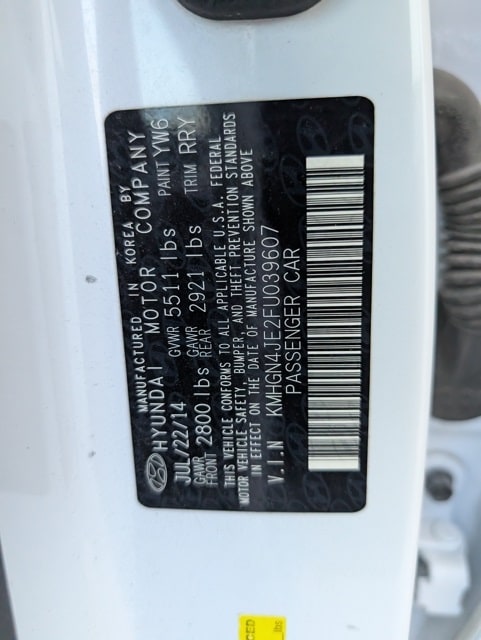 MANUFACTURED IN KOREA BY
HYUNDAI MOTOR COMPANY
JUL/22/14 GVWR 5511 lbs PAINT YW6
GAWR FRONT 2800 lbs GAWR REAR 2921 lbs TRIM RRY
THIS VEHICLE CONFORMS TO ALL APPLICABLE U.S.A. FEDERAL
MOTOR VEHICLE SAFETY, BUMPER, AND THEFT PREVENTION STANDARDS
IN EFFECT ON THE DATE OF MANUFACTURE SHOWN ABOVE
V.I.N KMHGN4JE2FU039607
PASSENGER CAR
CED
lbs